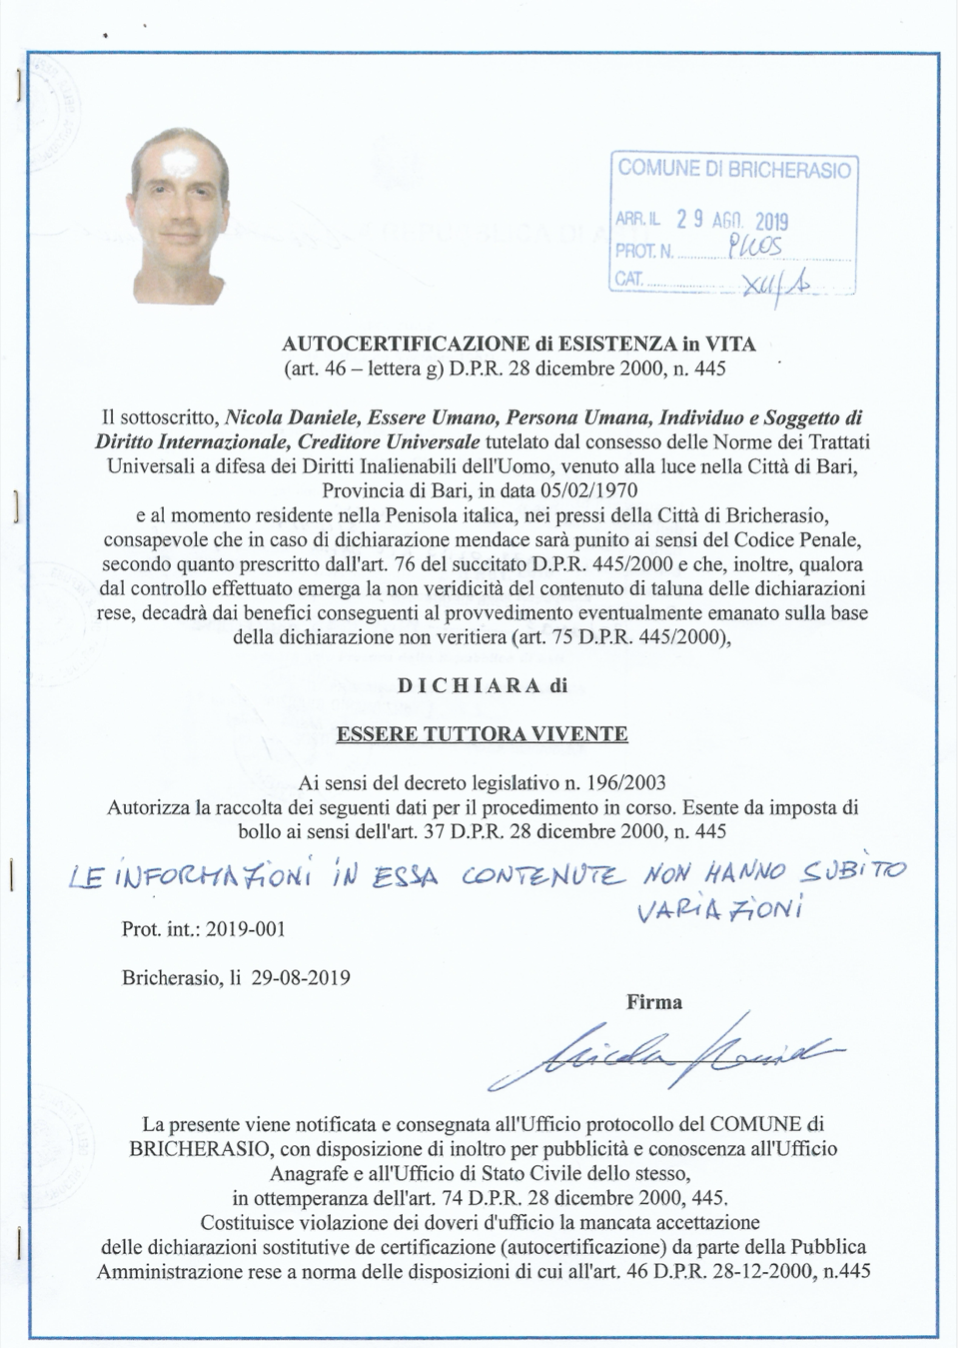 COMUNE DI BRICHERASIO
ARR. IL 29 AGO. 2019
PROT. N.
CAT.
AUTOCERTIFICAZIONE di ESISTENZA in VITA
(art. 46 – lettera g) D.P.R. 28 dicembre 2000, n. 445
Il sottoscritto, Nicola Daniele, Essere Umano, Persona Umana, Individuo e Soggetto di
Diritto Internazionale, Creditore Universale tutelato dal consesso delle Norme dei Trattati
Universali a difesa dei Diritti Inalienabili dell'Uomo, venuto alla luce nella Città di Bari,
Provincia di Bari, in data 05/02/1970
e al momento residente nella Penisola italica, nei pressi della Città di Bricherasio,
consapevole che in caso di dichiarazione mendace sarà punito ai sensi del Codice Penale,
secondo quanto prescritto dall'art. 76 del succitato D.P.R. 445/2000 e che, inoltre, qualora
dal controllo effettuato emerga la non veridicità del contenuto di taluna delle dichiarazioni
rese, decadrà dai benefici conseguenti al provvedimento eventualmente emanato sulla base
della dichiarazione non veritiera (art. 75 D.P.R. 445/2000),
D I C H I A R A di
ESSERE TUTTORA VIVENTE
Ai sensi del decreto legislativo n. 196/2003
Autorizza la raccolta dei seguenti dati per il procedimento in corso. Esente da imposta di
bollo ai sensi dell'art. 37 D.P.R. 28 dicembre 2000, n. 445
LE INFORMAZIONI IN ESSA CONTENUTE NON HANNO SUBITO
VARIAZIONI
Prot. int.: 2019-001
Bricherasio, li 29-08-2019
Firma
Nicola Daniele
La presente viene notificata e consegnata all'Ufficio protocollo del COMUNE di
BRICHERASIO, con disposizione di inoltro per pubblicità e conoscenza all'Ufficio
Anagrafe e all'Ufficio di Stato Civile dello stesso,
in ottemperanza dell'art. 74 D.P.R. 28 dicembre 2000, 445.
Costituisce violazione dei doveri d'ufficio la mancata accettazione
delle dichiarazioni sostitutive de certificazione (autocertificazione) da parte della Pubblica
Amministrazione rese a norma delle disposizioni di cui all'art. 46 D.P.R. 28-12-2000, n.445